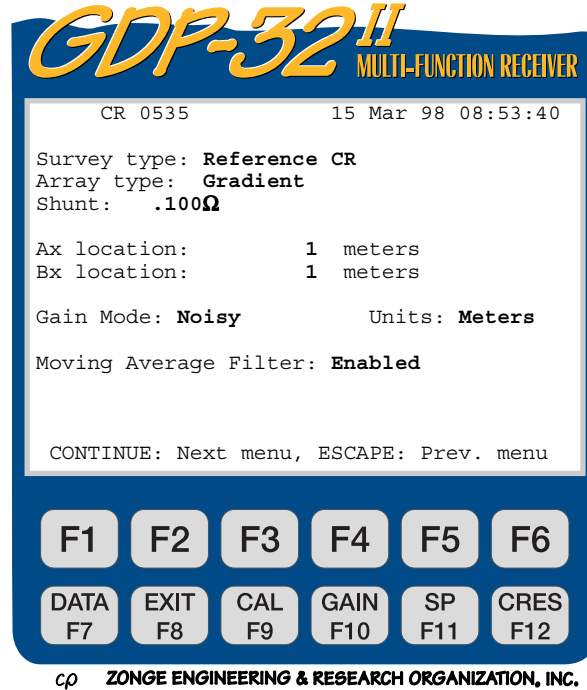 GDP-32 II
MULTI-FUNCTION RECEIVER
CR 0535 15 Mar 98 08:53:40
Survey type: Reference CR
Array type: Gradient
Shunt: .100Ω
Ax location: 1 meters
Bx location: 1 meters
Gain Mode: Noisy Units: Meters
Moving Average Filter: Enabled
CONTINUE: Next menu, ESCAPE: Prev. menu
F1 F2 F3 F4 F5 F6
DATA EXIT CAL GAIN SP CRES
F7 F8 F9 F10 F11 F12
cρ ZONGE ENGINEERING & RESEARCH ORGANIZATION, INC.